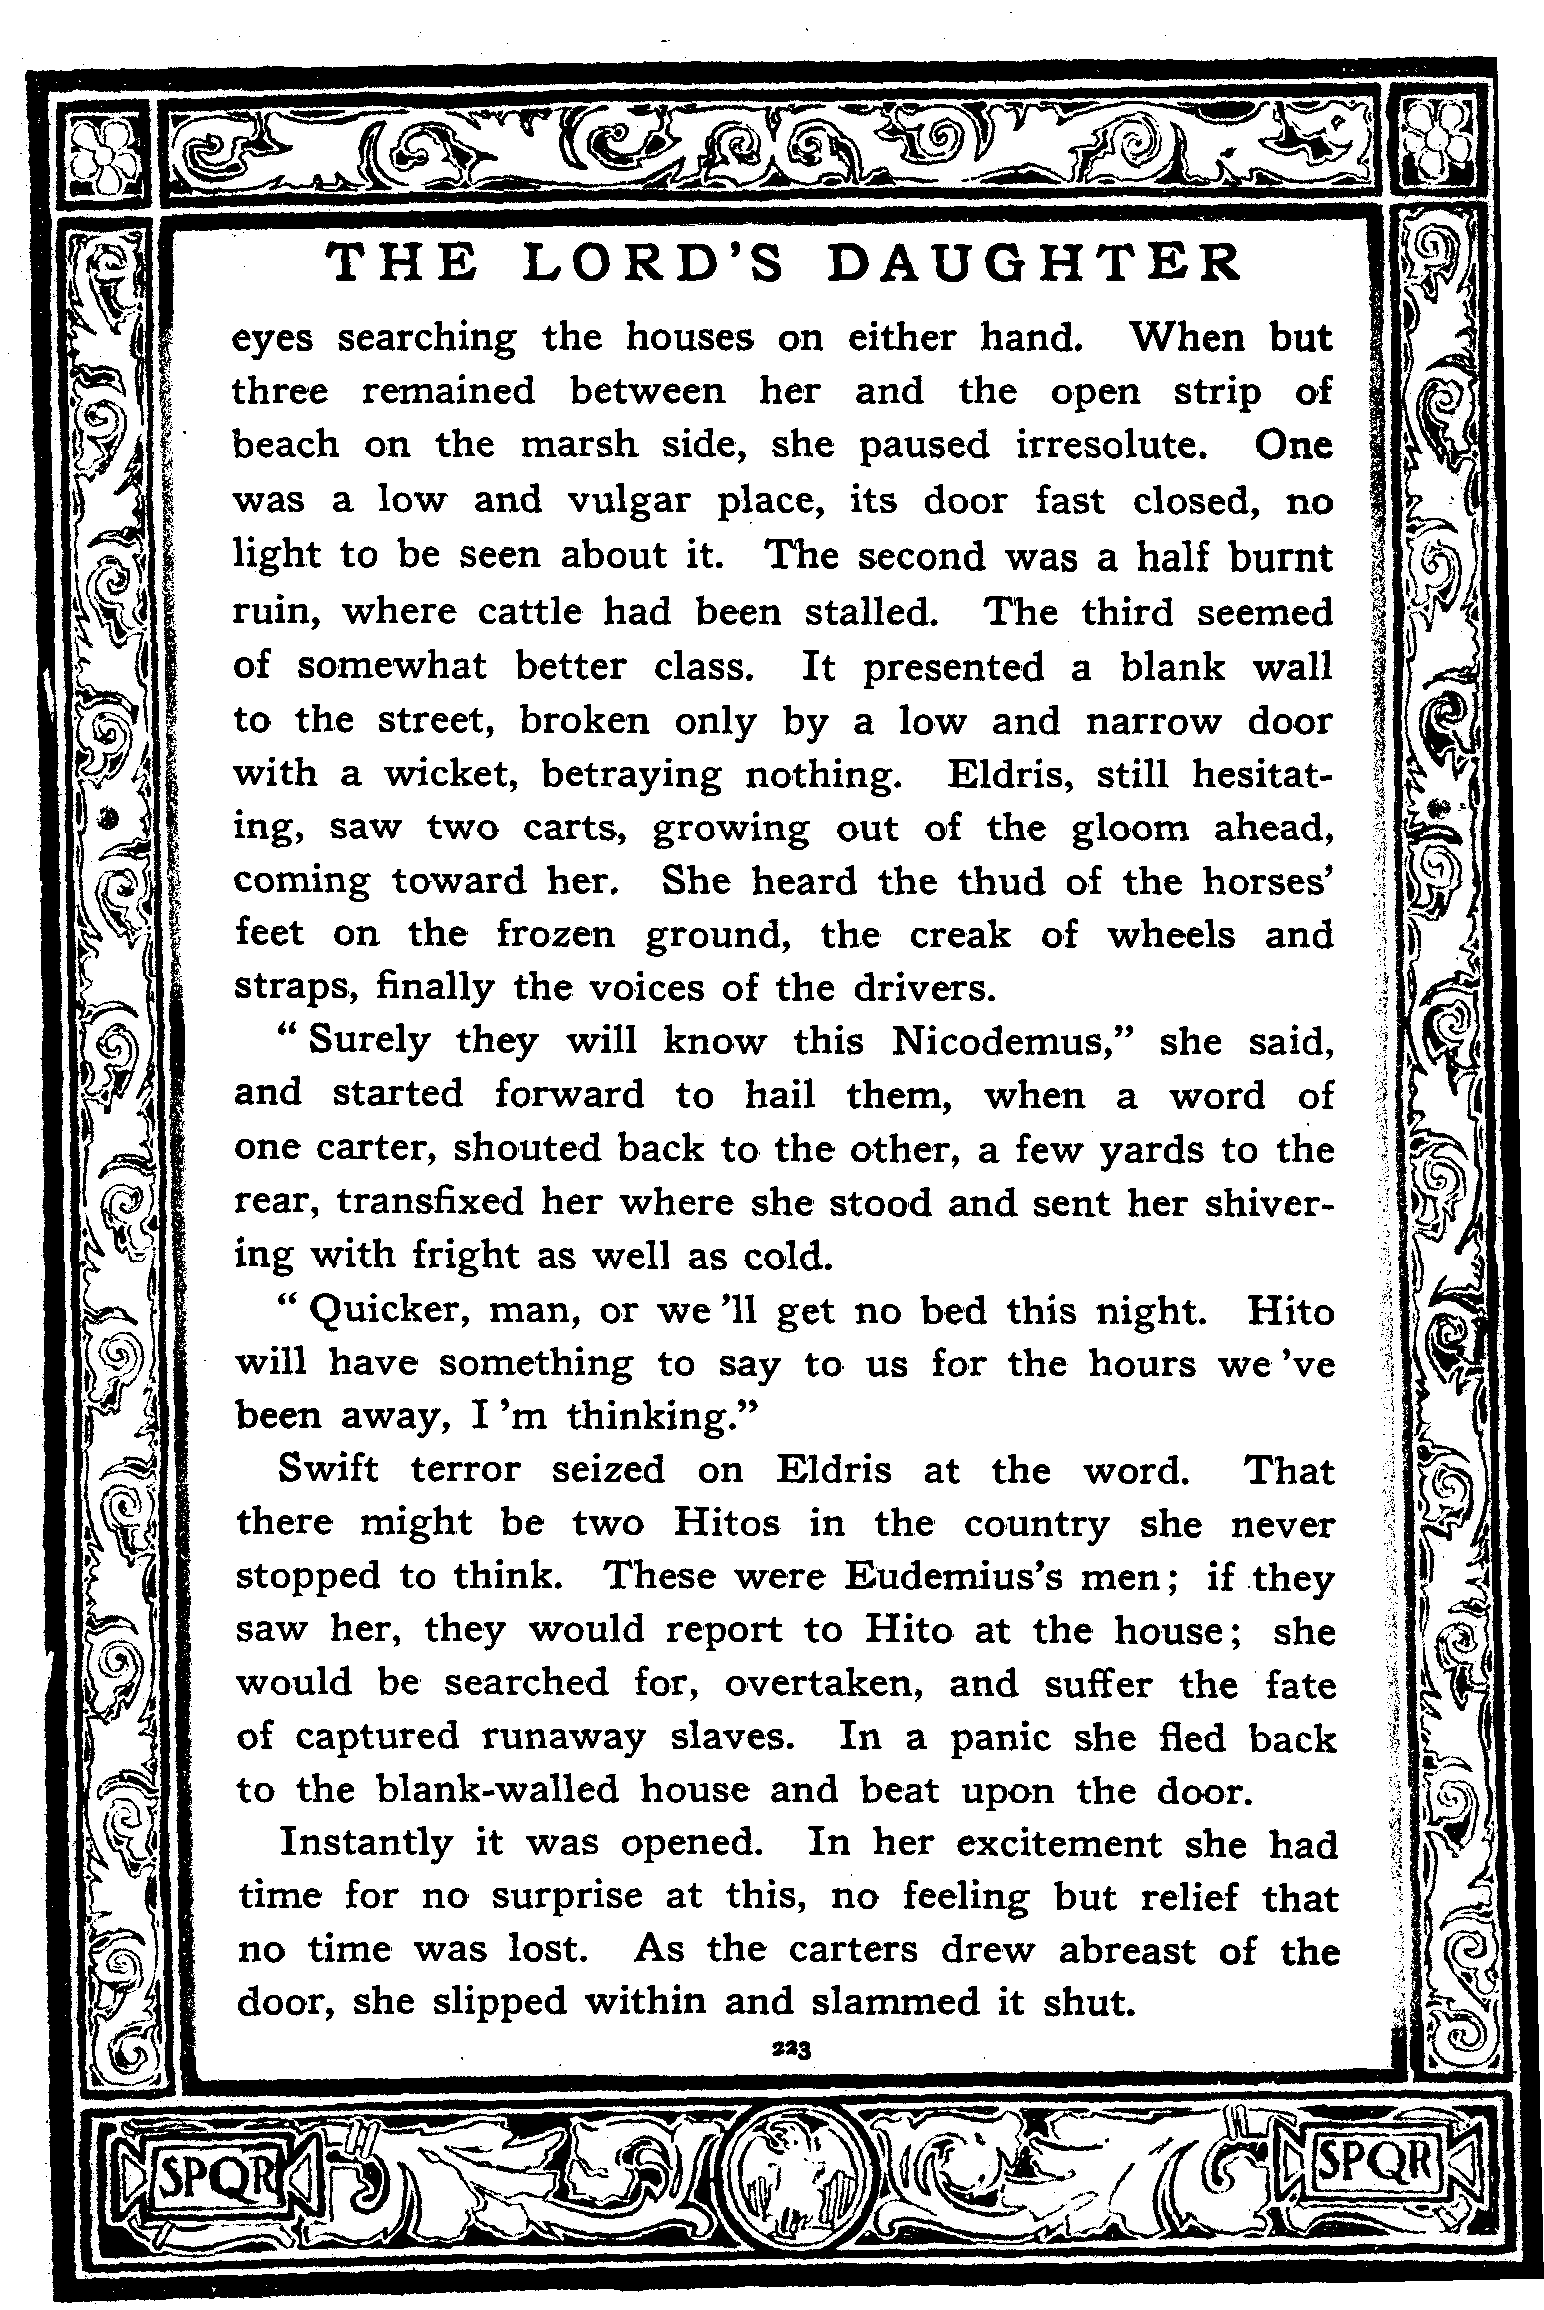 THE LORD'S DAUGHTER
eyes searching the houses on either hand. When but
three remained between her and the open strip of
beach on the marsh side, she paused irresolute. One
was a low and vulgar place, its door fast closed, no
light to be seen about it. The second was a half burnt
ruin, where cattle had been stalled. The third seemed
of somewhat better class. It presented a blank wall
to the street, broken only by a low and narrow door
with a wicket, betraying nothing. Eldris, still hesitat-
ing, saw two carts, growing out of the gloom ahead,
coming toward her. She heard the thud of the horses'
feet on the frozen ground, the creak of wheels and
straps, finally the voices of the drivers.
“Surely they will know this Nicodemus,” she said,
and started forward to hail them, when a word of
one carter, shouted back to the other, a few yards to the
rear, transfixed her where she stood and sent her shiver-
ing with fright as well as cold.
“Quicker, man, or we 'll get no bed this night. Hito
will have something to say to us for the hours we 've
been away, I 'm thinking.”
Swift terror seized on Eldris at the word. That
there might be two Hitos in the country she never
stopped to think. These were Eudemius's men; if they
saw her, they would report to Hito at the house; she
would be searched for, overtaken, and suffer the fate
of captured runaway slaves. In a panic she fled back
to the blank-walled house and beat upon the door.
Instantly it was opened. In her excitement she had
time for no surprise at this, no feeling but relief that
no time was lost. As the carters drew abreast of the
door, she slipped within and slammed it shut.
223
SPQR SPQR